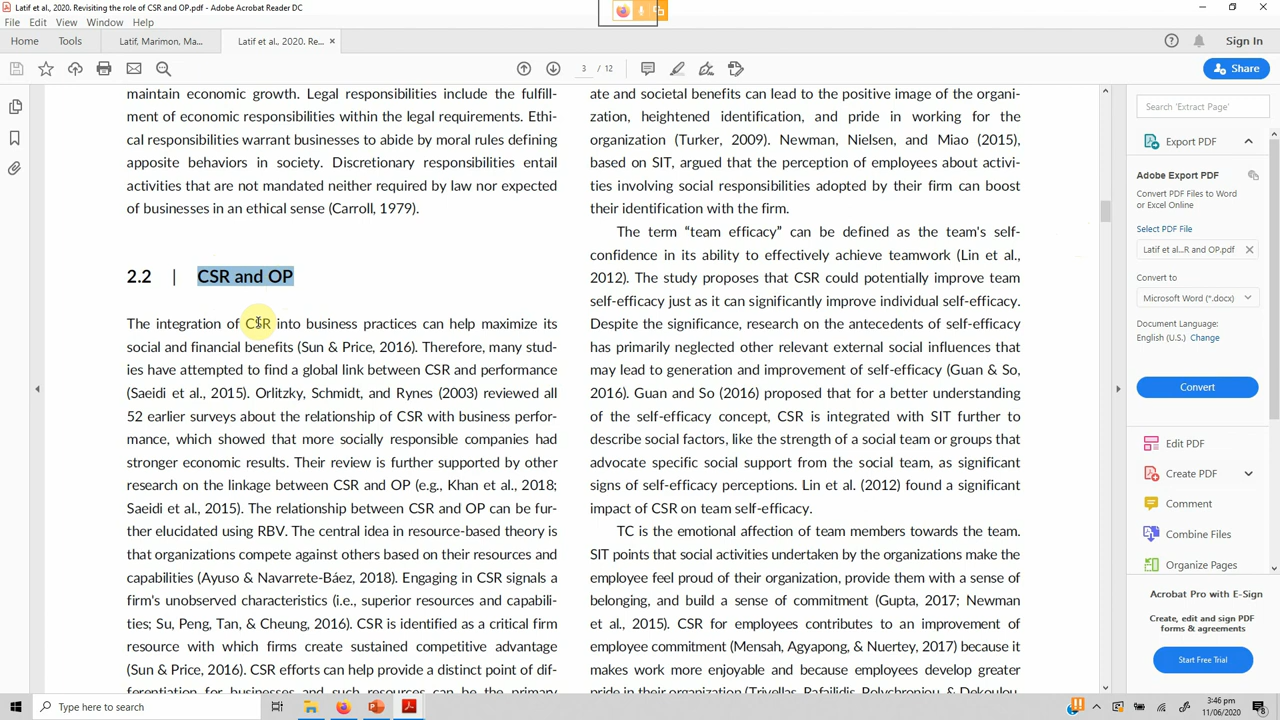 Latif et al., 2020. Revisiting the role of CSR and OP.pdf - Adobe Acrobat Reader DC
File Edit View Window Help
Home Tools Latif, Marimon, Ma... Latif et al., 2020. Re... × Sign In
3 / 12 Share
maintain economic growth. Legal responsibilities include the fulfill-
ment of economic responsibilities within the legal requirements. Ethi-
cal responsibilities warrant businesses to abide by moral rules defining
apposite behaviors in society. Discretionary responsibilities entail
activities that are not mandated neither required by law nor expected
of businesses in an ethical sense (Carroll, 1979).
2.2 | CSR and OP
The integration of CSR into business practices can help maximize its
social and financial benefits (Sun & Price, 2016). Therefore, many stud-
ies have attempted to find a global link between CSR and performance
(Saeidi et al., 2015). Orlitzky, Schmidt, and Rynes (2003) reviewed all
52 earlier surveys about the relationship of CSR with business perfor-
mance, which showed that more socially responsible companies had
stronger economic results. Their review is further supported by other
research on the linkage between CSR and OP (e.g., Khan et al., 2018;
Saeidi et al., 2015). The relationship between CSR and OP can be fur-
ther elucidated using RBV. The central idea in resource-based theory is
that organizations compete against others based on their resources and
capabilities (Ayuso & Navarrete-Báez, 2018). Engaging in CSR signals a
firm's unobserved characteristics (i.e., superior resources and capabili-
ties; Su, Peng, Tan, & Cheung, 2016). CSR is identified as a critical firm
resource with which firms create sustained competitive advantage
(Sun & Price, 2016). CSR efforts can help provide a distinct point of dif-
ferentiation for businesses and such resources can be the primary
ate and societal benefits can lead to the positive image of the organi-
zation, heightened identification, and pride in working for the
organization (Turker, 2009). Newman, Nielsen, and Miao (2015),
based on SIT, argued that the perception of employees about activi-
ties involving social responsibilities adopted by their firm can boost
their identification with the firm.
The term “team efficacy” can be defined as the team's self-
confidence in its ability to effectively achieve teamwork (Lin et al.,
2012). The study proposes that CSR could potentially improve team
self-efficacy just as it can significantly improve individual self-efficacy.
Despite the significance, research on the antecedents of self-efficacy
has primarily neglected other relevant external social influences that
may lead to generation and improvement of self-efficacy (Guan & So,
2016). Guan and So (2016) proposed that for a better understanding
of the self-efficacy concept, CSR is integrated with SIT further to
describe social factors, like the strength of a social team or groups that
advocate specific social support from the social team, as significant
signs of self-efficacy perceptions. Lin et al. (2012) found a significant
impact of CSR on team self-efficacy.
TC is the emotional affection of team members towards the team.
SIT points that social activities undertaken by the organizations make the
employee feel proud of their organization, provide them with a sense of
belonging, and build a sense of commitment (Gupta, 2017; Newman
et al., 2015). CSR for employees contributes to an improvement of
employee commitment (Mensah, Agyapong, & Nuertey, 2017) because it
makes work more enjoyable and because employees develop greater
pride in their organization (Trivellas, Rafailidis, Polychroniou, & Dekoulou,
Search 'Extract Page'
Export PDF
Adobe Export PDF
Convert PDF Files to Word
or Excel Online
Select PDF File
Latif et al...R and OP.pdf ×
Convert to
Microsoft Word (*.docx)
Document Language:
English (U.S.) Change
Convert
Edit PDF
Create PDF
Comment
Combine Files
Organize Pages
Acrobat Pro with E-Sign
Create, edit and sign PDF
forms & agreements
Start Free Trial
Type here to search
3:46 pm
11/06/2020
8